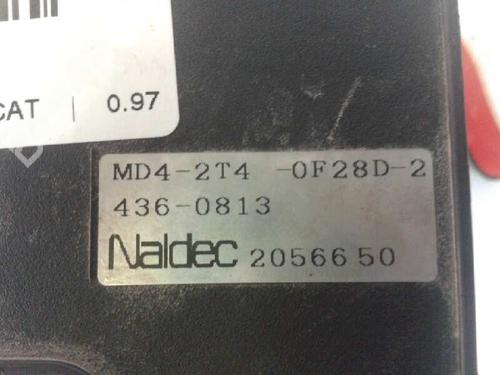 CAT | 0.97
MD4-2T4 -0F28D-2
436-0813
Naldec 2056650